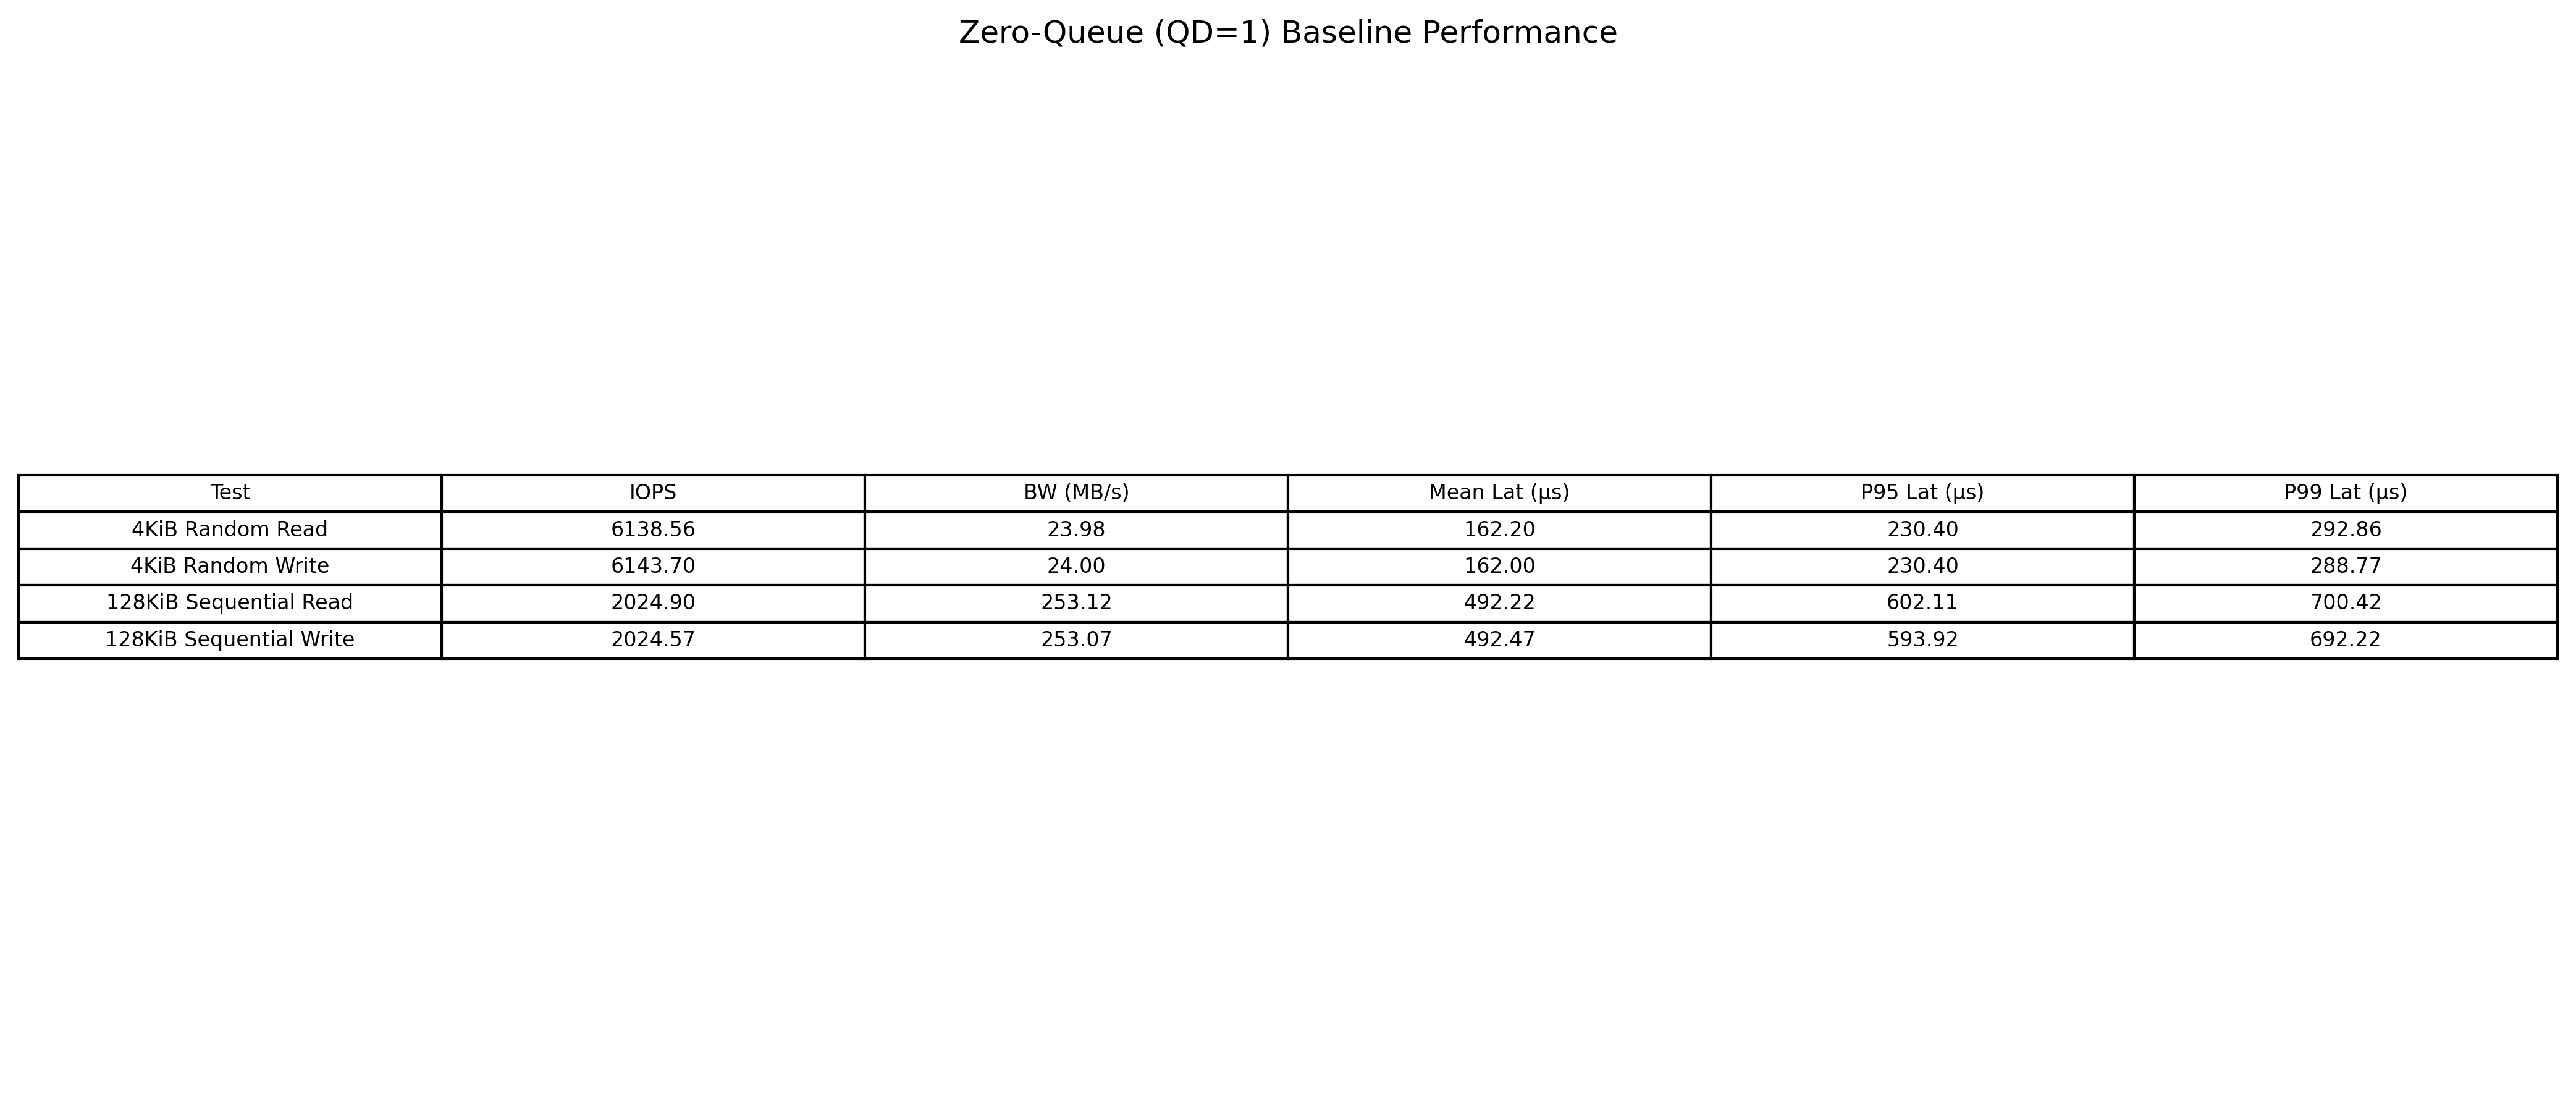 Zero-Queue (QD=1) Baseline Performance
Test IOPS BW (MB/s) Mean Lat (μs) P95 Lat (μs) P99 Lat (μs)
4KiB Random Read 6138.56 23.98 162.20 230.40 292.86
4KiB Random Write 6143.70 24.00 162.00 230.40 288.77
128KiB Sequential Read 2024.90 253.12 492.22 602.11 700.42
128KiB Sequential Write 2024.57 253.07 492.47 593.92 692.22